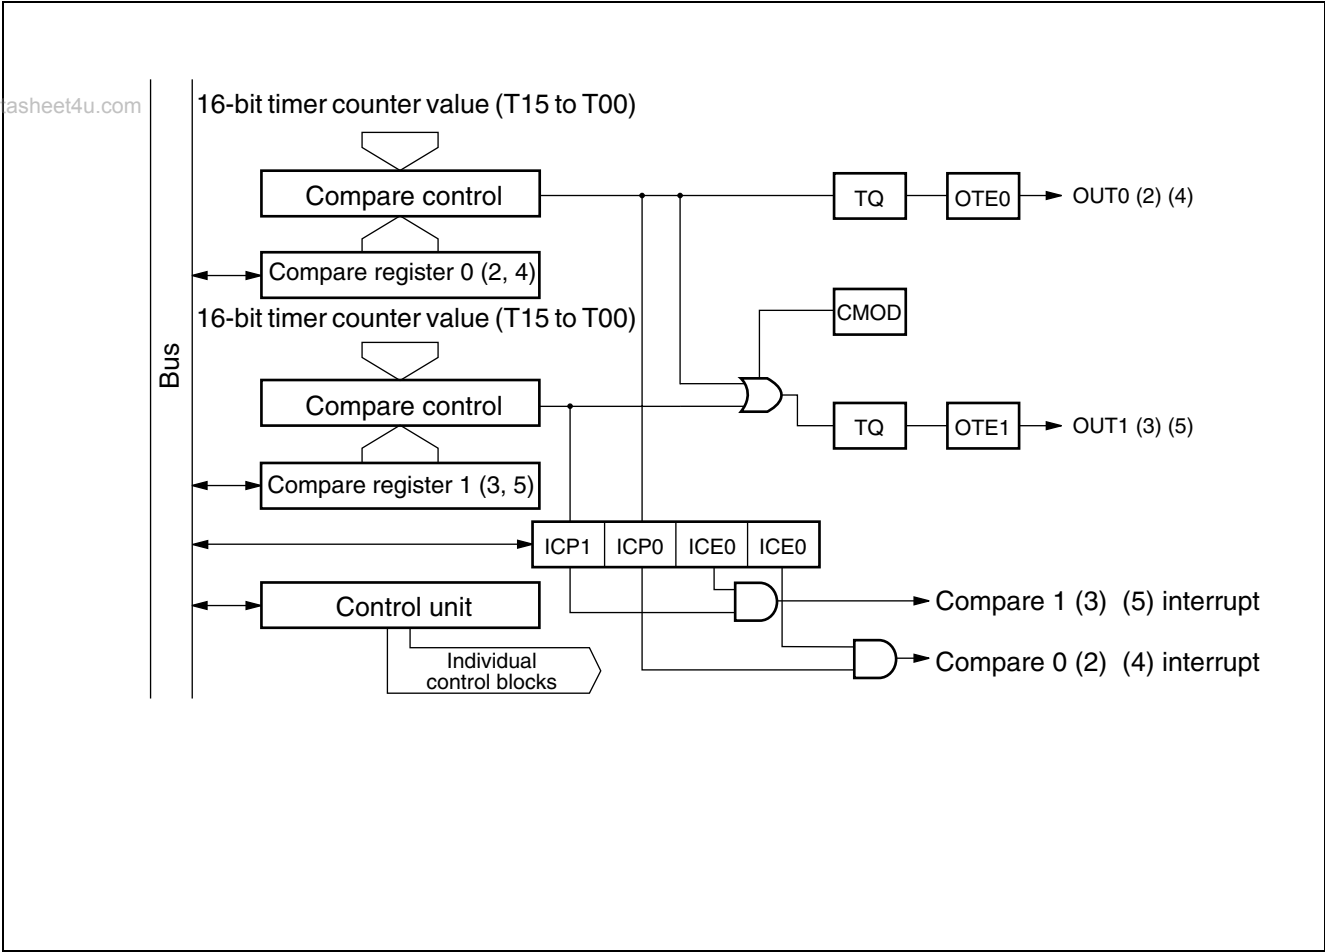 tasheet4u.com
16-bit timer counter value (T15 to T00)
Compare control
TQ
OTE0
OUT0 (2) (4)
Compare register 0 (2, 4)
16-bit timer counter value (T15 to T00)
CMOD
Bus
Compare control
TQ
OTE1
OUT1 (3) (5)
Compare register 1 (3, 5)
ICP1
ICP0
ICE0
ICE0
Control unit
Compare 1 (3) (5) interrupt
Individual
control blocks
Compare 0 (2) (4) interrupt